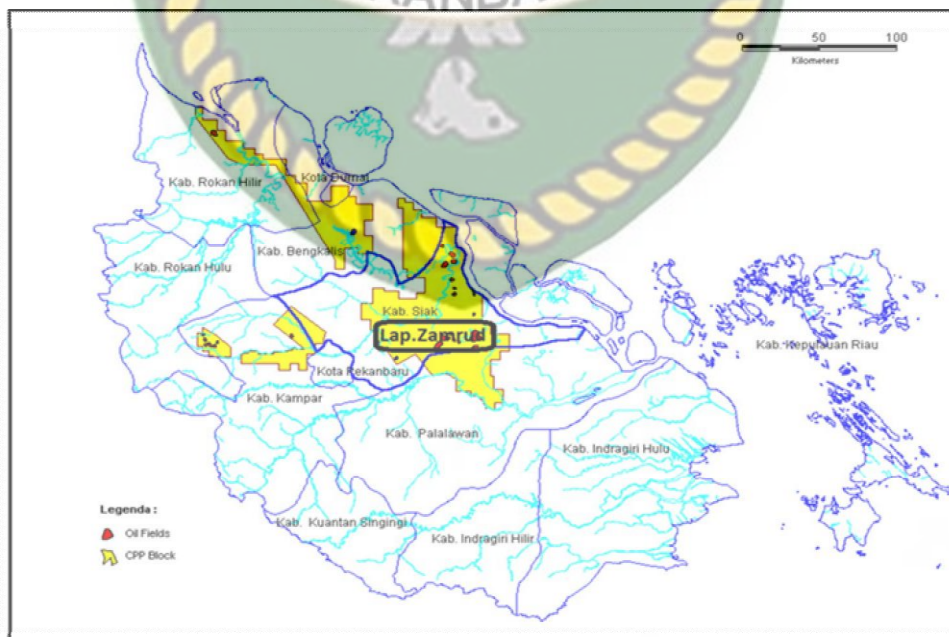 KANBA
0 50 100
Kilometers
Kab. Rokan Hilir
Kota Dumai
Kab. Bengkalis
Kab. Rokan Hulu
Kab. Siak
Lap.Zamrud
Kab. Kepulauan Riau
Kota Pekanbaru
Kab. Kampar
Kab. Palalawan
Kab. Indragiri Hulu
Legenda :
Oil Fields
CPP Block
Kab. Kuantan Singingi
Kab. Indragiri Hilir